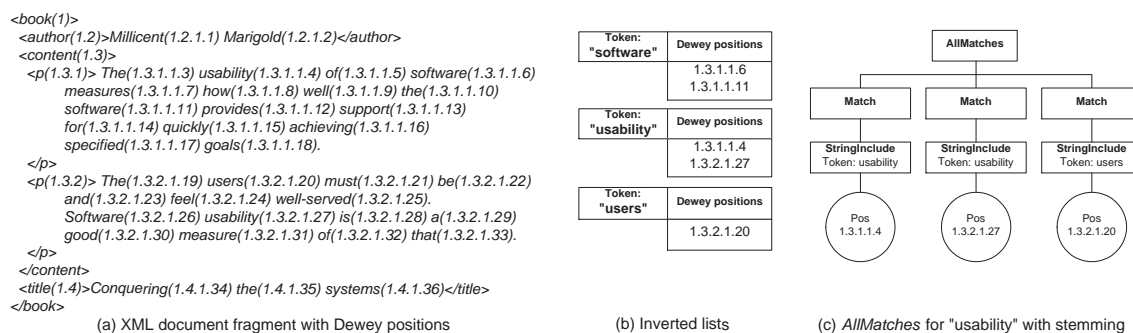 <book(1)>
<author(1.2)>Millicent(1.2.1.1) Marigold(1.2.1.2)</author>
<content(1.3)>
<p(1.3.1)> The(1.3.1.1.3) usability(1.3.1.1.4) of(1.3.1.1.5) software(1.3.1.1.6)
measures(1.3.1.1.7) how(1.3.1.1.8) well(1.3.1.1.9) the(1.3.1.1.10)
software(1.3.1.1.11) provides(1.3.1.1.12) support(1.3.1.1.13)
for(1.3.1.1.14) quickly(1.3.1.1.15) achieving(1.3.1.1.16)
specified(1.3.1.1.17) goals(1.3.1.1.18).
</p>
<p(1.3.2)> The(1.3.2.1.19) users(1.3.2.1.20) must(1.3.2.1.21) be(1.3.2.1.22)
and(1.3.2.1.23) feel(1.3.2.1.24) well-served(1.3.2.1.25).
Software(1.3.2.1.26) usability(1.3.2.1.27) is(1.3.2.1.28) a(1.3.2.1.29)
good(1.3.2.1.30) measure(1.3.2.1.31) of(1.3.2.1.32) that(1.3.2.1.33).
</p>
</content>
<title(1.4)>Conquering(1.4.1.34) the(1.4.1.35) systems(1.4.1.36)</title>
</book>
(a) XML document fragment with Dewey positions
Token:
"software"
Dewey positions
1.3.1.1.6
1.3.1.1.11
Token:
"usability"
Dewey positions
1.3.1.1.4
1.3.2.1.27
Token:
"users"
Dewey positions
1.3.2.1.20
(b) Inverted lists
AllMatches
Match
Match
Match
StringInclude
Token: usability
StringInclude
Token: usability
StringInclude
Token: users
Pos
1.3.1.1.4
Pos
1.3.2.1.27
Pos
1.3.2.1.20
(c) AllMatches for "usability" with stemming